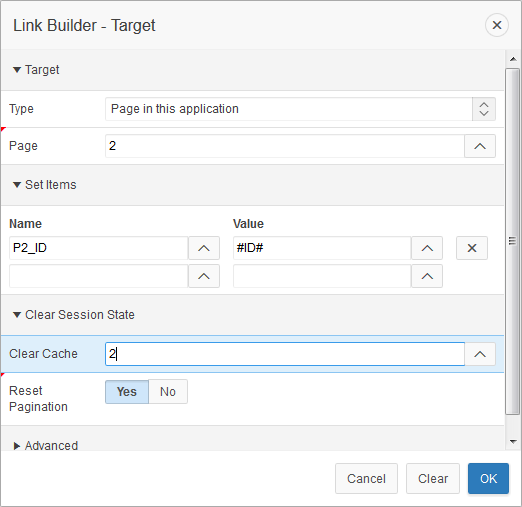 Link Builder - Target
Target
Type Page in this application
Page 2
Set Items
Name Value
P2_ID #ID#
Clear Session State
Clear Cache 2
Reset Pagination Yes No
Advanced
Cancel Clear OK